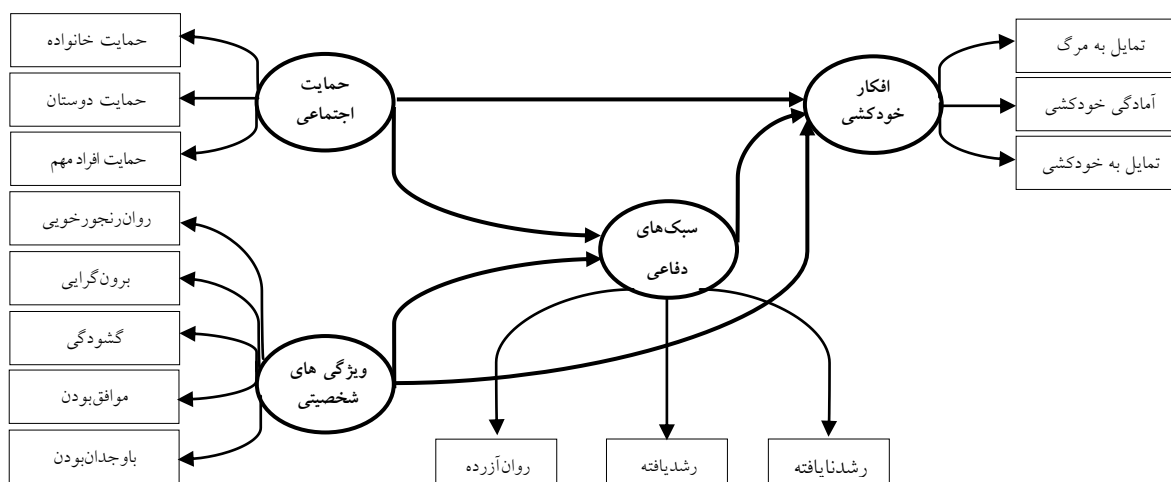 حمایت خانواده
حمایت دوستان
حمایت افراد مهم
روان‌رنجورخویی
برون‌گرایی
گشودگی
موافق‌بودن
باوجدان‌بودن
حمایت
اجتماعی
ویژگی های
شخصیتی
سبک‌های
دفاعی
روان‌آزرده
رشدیافته
رشدنایافته
افکار
خودکشی
تمایل به مرگ
آمادگی خودکشی
تمایل به خودکشی